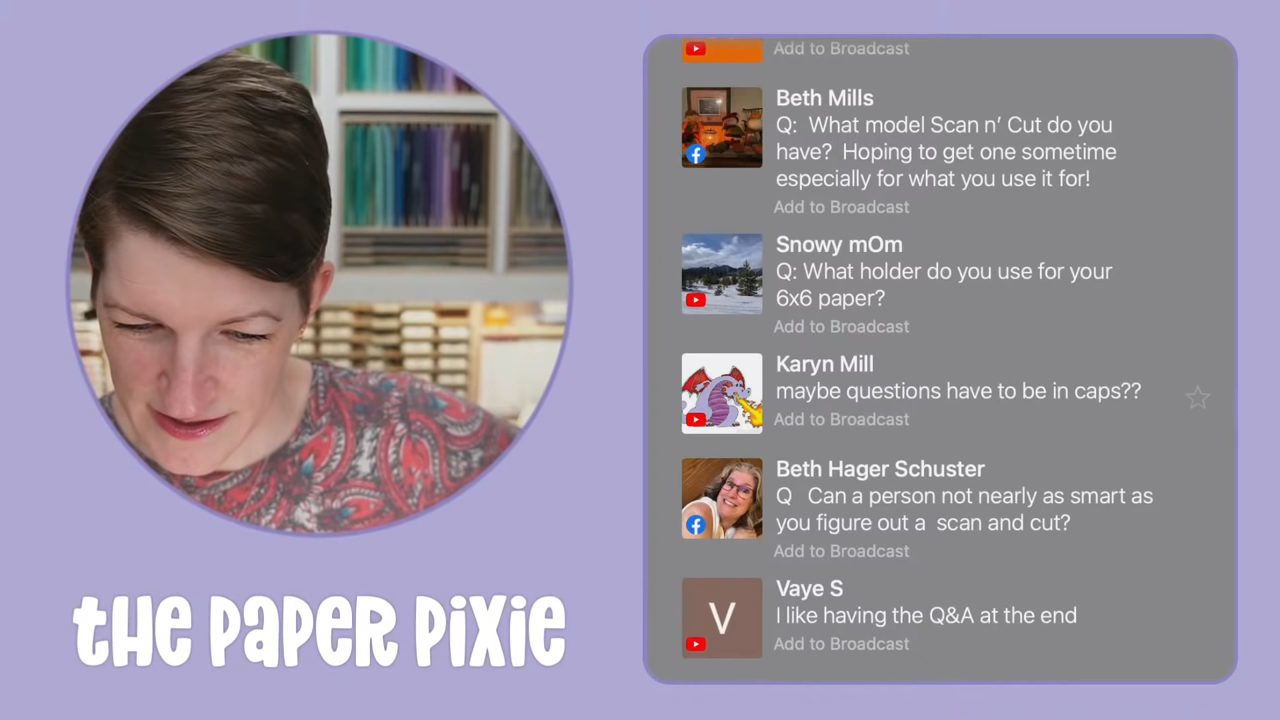 Add to Broadcast
Beth Mills
Q: What model Scan n’ Cut do you
have? Hoping to get one sometime
especially for what you use it for!
Add to Broadcast
Snowy mOm
Q: What holder do you use for your
6x6 paper?
Add to Broadcast
Karyn Mill
maybe questions have to be in caps??
Add to Broadcast
Beth Hager Schuster
Q Can a person not nearly as smart as
you figure out a scan and cut?
Add to Broadcast
V
Vaye S
I like having the Q&A at the end
Add to Broadcast
the paper pixie